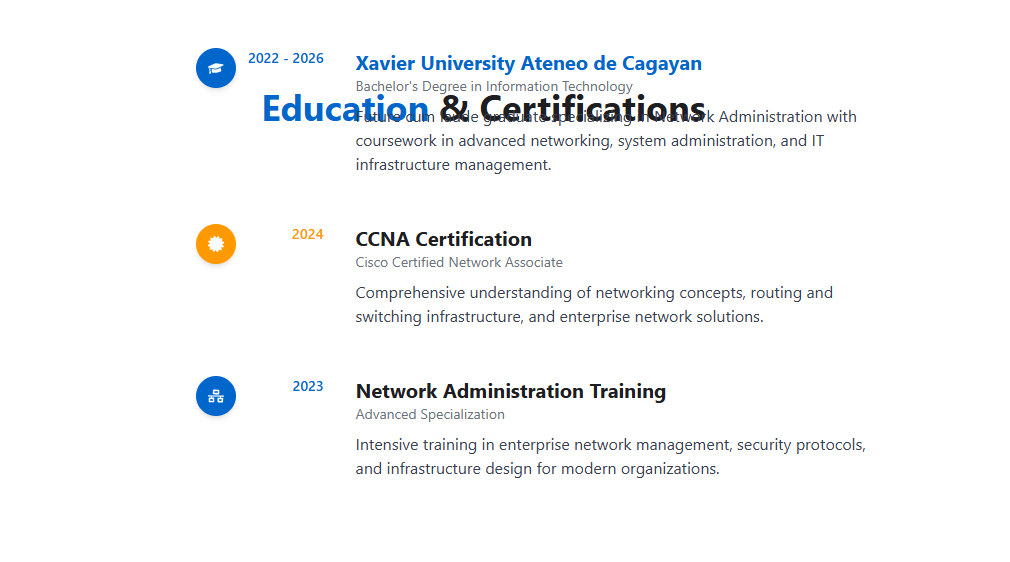 2022 - 2026
Xavier University Ateneo de Cagayan
Bachelor's Degree in Information Technology
Education & Certifications
Future cum laude graduate specializing in Network Administration with
coursework in advanced networking, system administration, and IT
infrastructure management.
2024
CCNA Certification
Cisco Certified Network Associate
Comprehensive understanding of networking concepts, routing and
switching infrastructure, and enterprise network solutions.
2023
Network Administration Training
Advanced Specialization
Intensive training in enterprise network management, security protocols,
and infrastructure design for modern organizations.